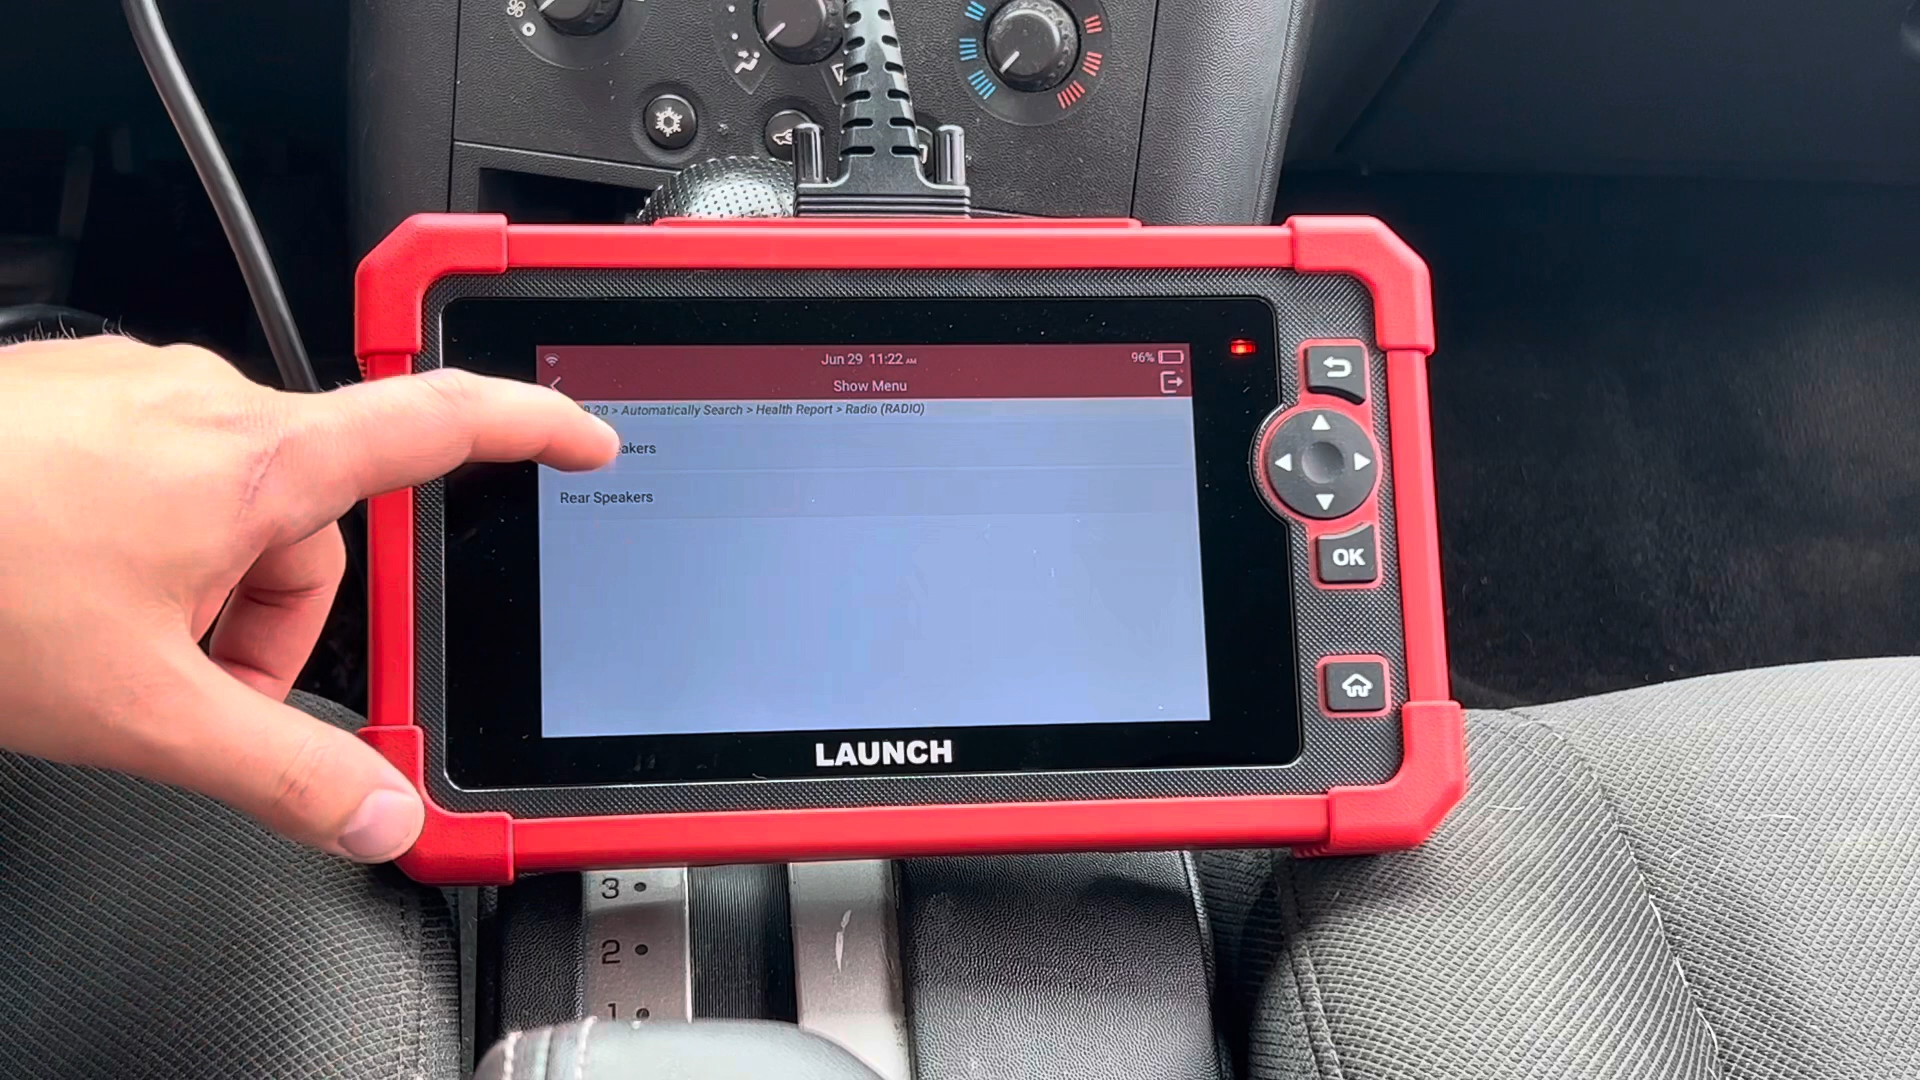 Jun 29 11:22 AM
96%
Show Menu
20 > Automatically Search > Health Report > Radio (RADIO)
Rear Speakers
OK
LAUNCH
3
2
1